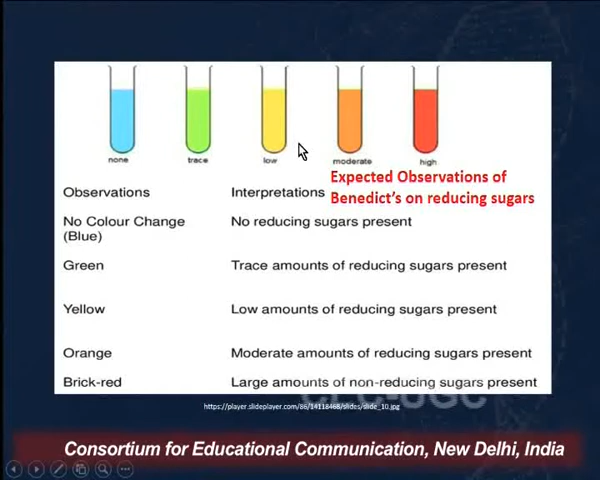 none trace low moderate high
Expected Observations of
Benedict's on reducing sugars
Observations Interpretations
No Colour Change No reducing sugars present
(Blue)
Green Trace amounts of reducing sugars present
Yellow Low amounts of reducing sugars present
Orange Moderate amounts of reducing sugars present
Brick-red Large amounts of non-reducing sugars present
CEC-UGC
https://player.slideplayer.com/86/14118468/slides/slide_10.jpg
Consortium for Educational Communication, New Delhi, India